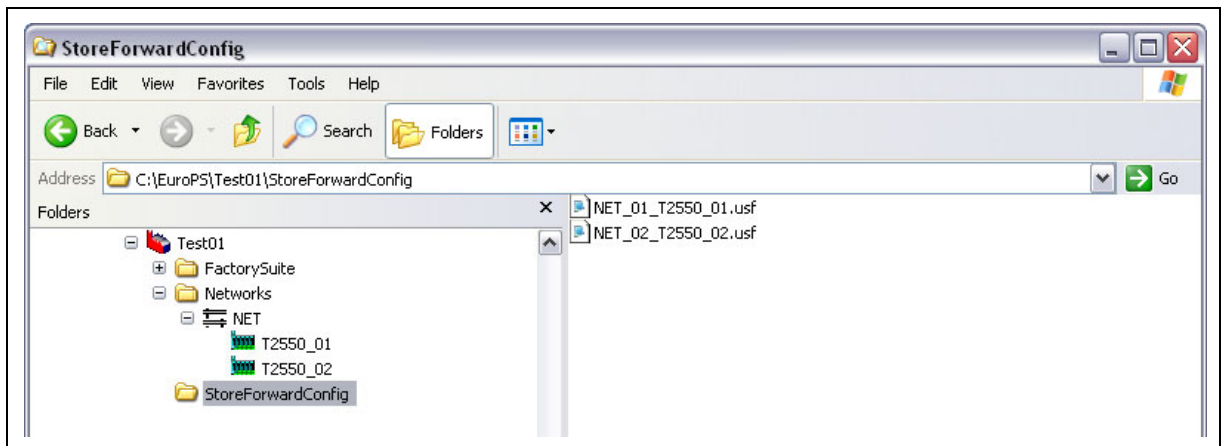 StoreForwardConfig
File Edit View Favorites Tools Help
Back Search Folders
Address C:\EuroPS\Test01\StoreForwardConfig Go
Folders
Test01
FactorySuite
Networks
NET
T2550_01
T2550_02
StoreForwardConfig
NET_01_T2550_01.usf
NET_02_T2550_02.usf